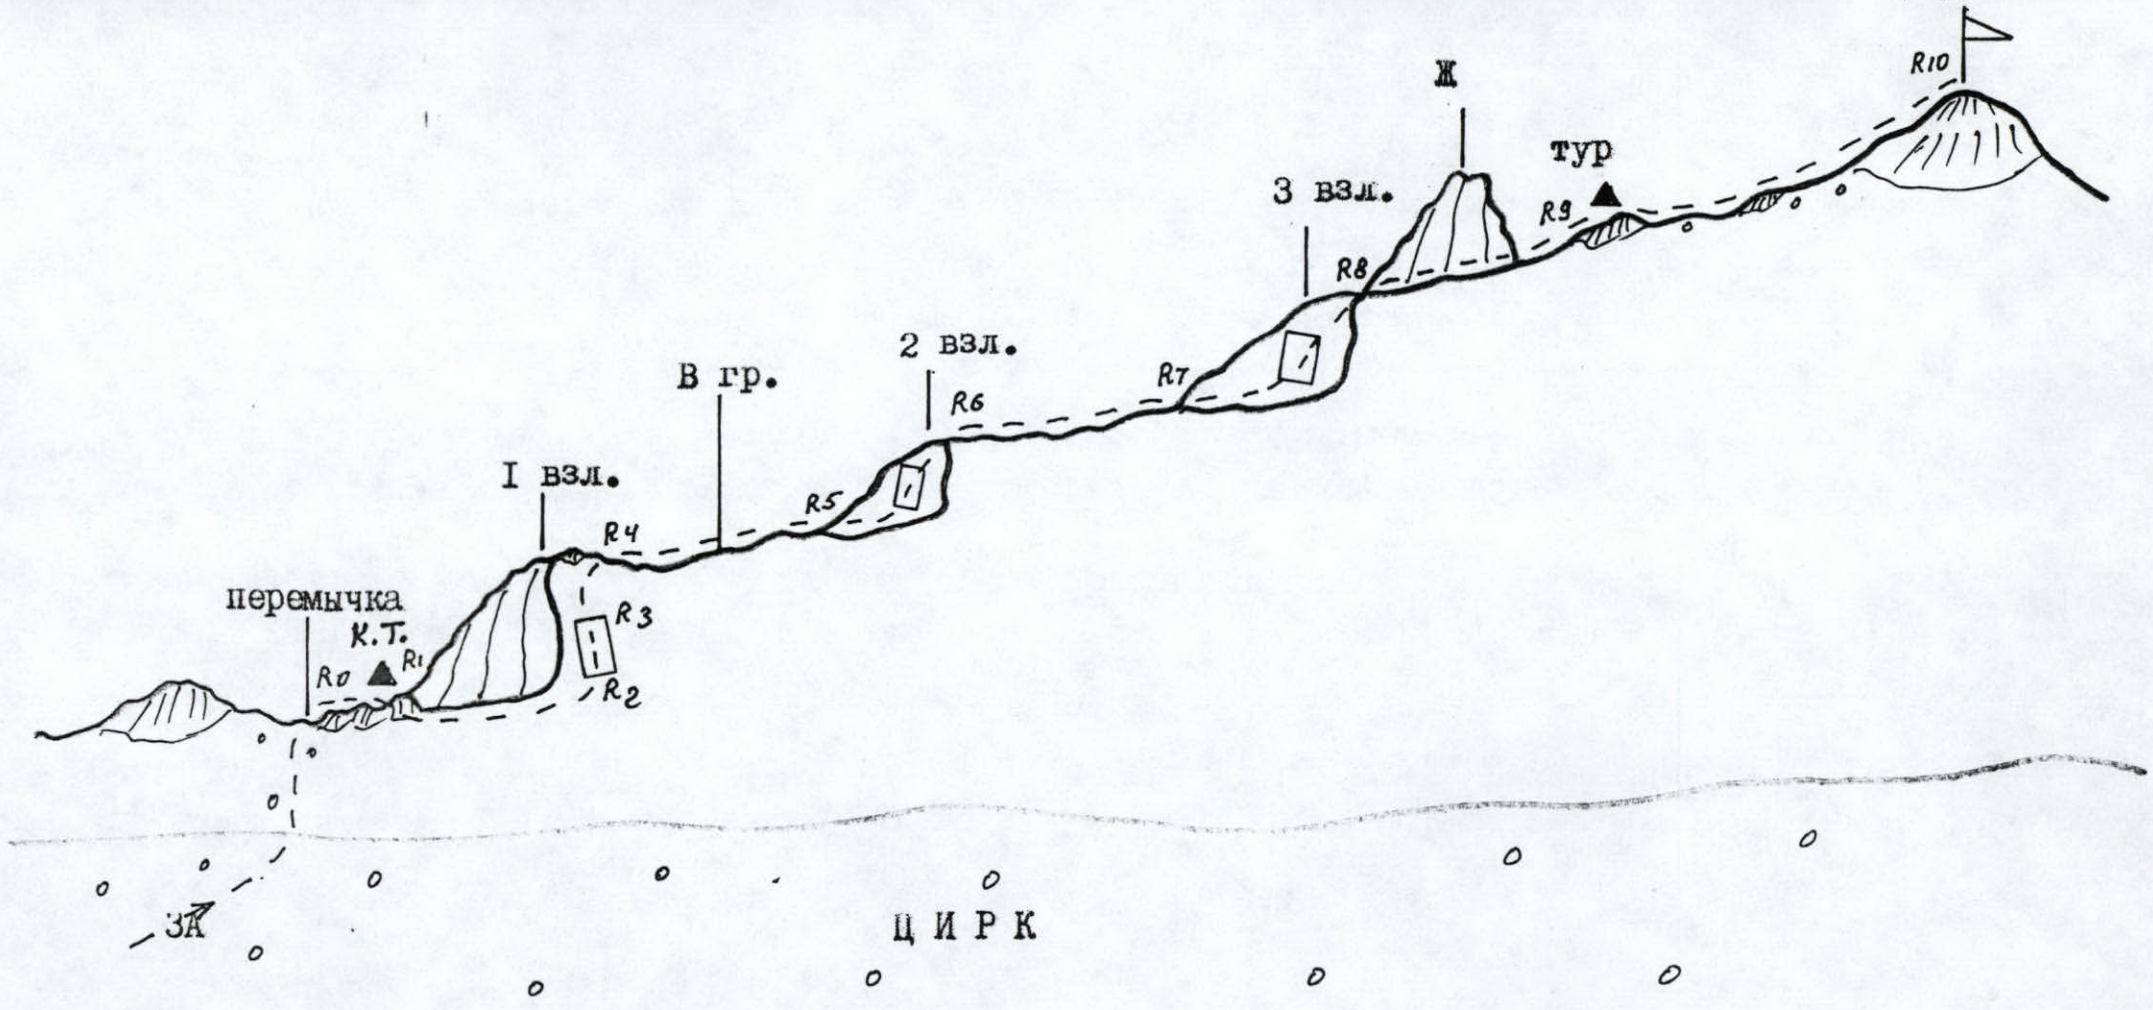 R10
Ж
тур
3 взл.
R9
R8
2 взл.
В гр.
R7
R6
I взл.
R5
R4
перемычка
К.Т.
R3
R1
R0
R2
ЗА
ЦИРК